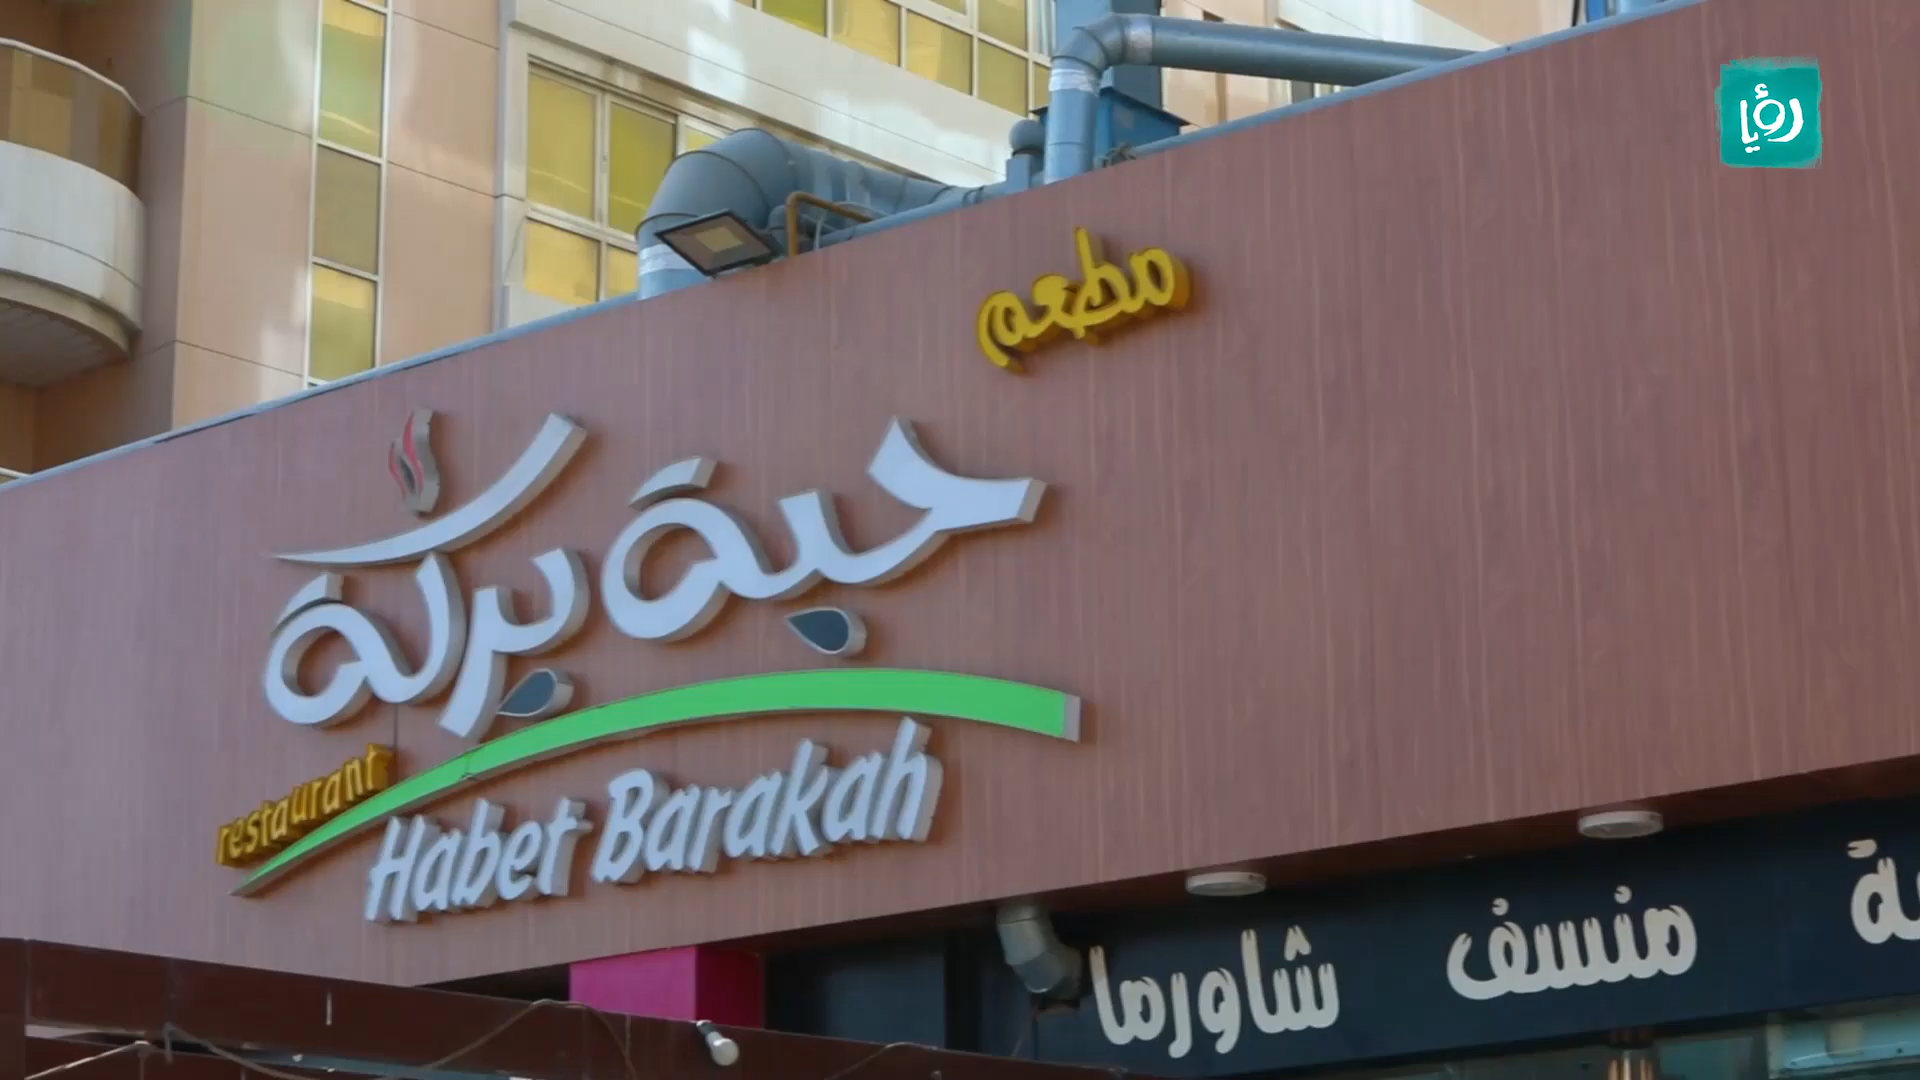 رؤيا
مطعم
حبة بركة
restaurant
Habet Barakah
منسف شاورما